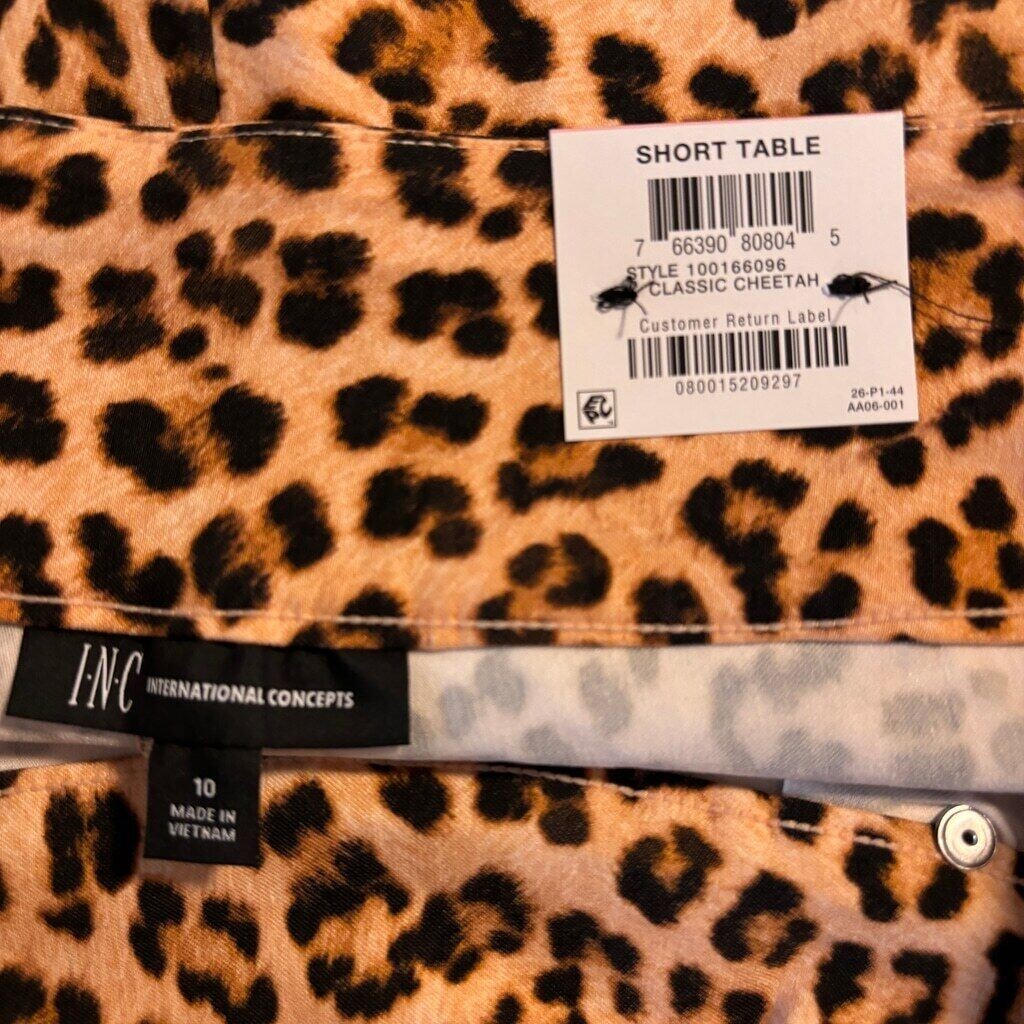 SHORT TABLE
7 66390 80804 5
STYLE 100166096
CLASSIC CHEETAH
Customer Return Label
080015209297
26-P1-44
AA06-001
I·N·C INTERNATIONAL CONCEPTS
10
MADE IN
VIETNAM